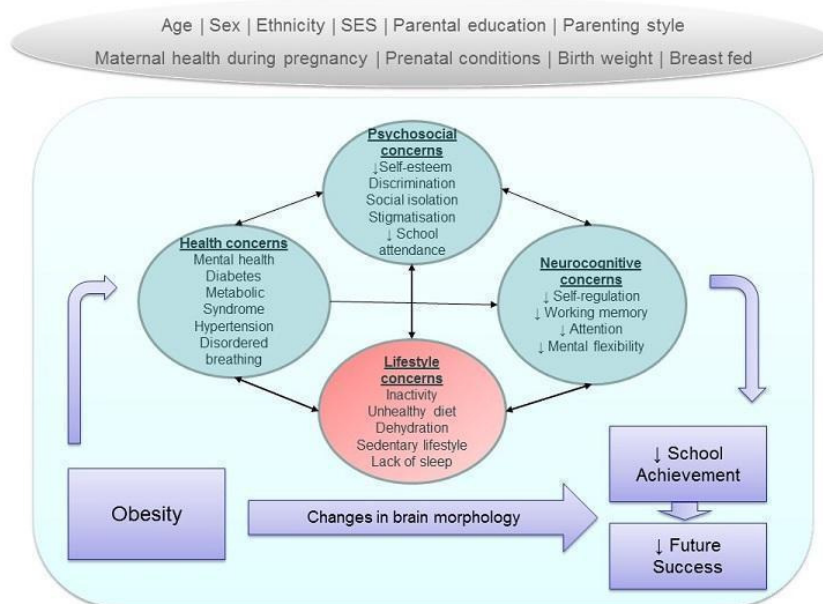 Age | Sex | Ethnicity | SES | Parental education | Parenting style
Maternal health during pregnancy | Prenatal conditions | Birth weight | Breast fed
Psychosocial
concerns
↓Self-esteem
Discrimination
Social isolation
Stigmatisation
↓ School
attendance
Health concerns
Mental health
Diabetes
Metabolic
Syndrome
Hypertension
Disordered
breathing
Neurocognitive
concerns
↓ Self-regulation
↓ Working memory
↓ Attention
↓ Mental flexibility
Lifestyle
concerns
Inactivity
Unhealthy diet
Dehydration
Sedentary lifestyle
Lack of sleep
Obesity
Changes in brain morphology
↓ School
Achievement
↓ Future
Success